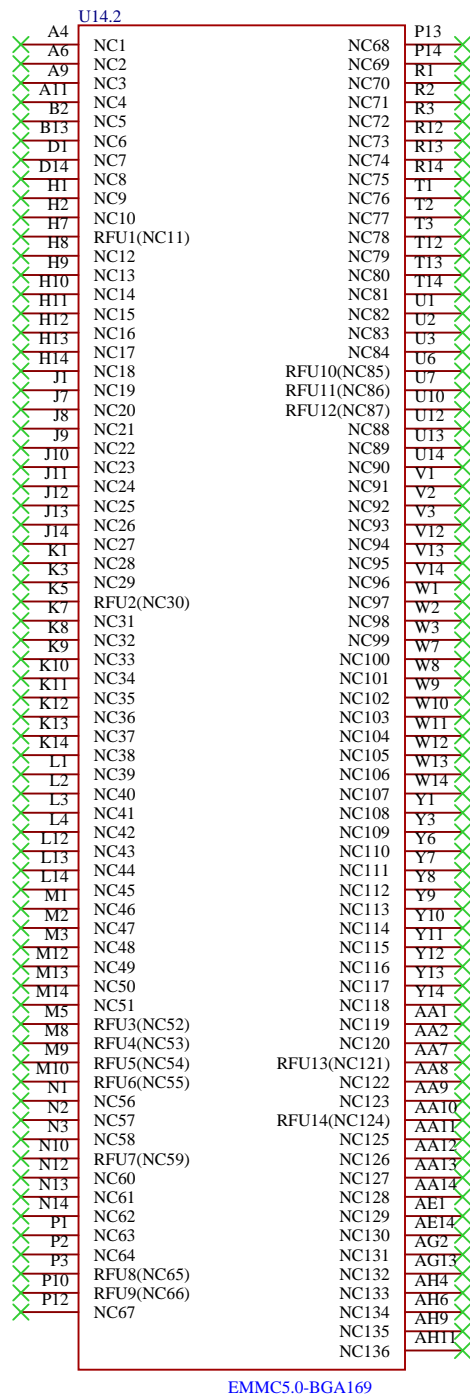 U14.2
A4 NC1 NC68 P13
A6 NC2 NC69 P14
A9 NC3 NC70 R1
A11 NC4 NC71 R2
B2 NC5 NC72 R3
B13 NC6 NC73 R12
D1 NC7 NC74 R13
D14 NC8 NC75 R14
H1 NC9 NC76 T1
H2 NC10 NC77 T2
H7 RFU1(NC11) NC78 T3
H8 NC12 NC79 T12
H9 NC13 NC80 T13
H10 NC14 NC81 T14
H11 NC15 NC82 U1
H12 NC16 NC83 U2
H13 NC17 NC84 U3
H14 NC18 RFU10(NC85) U6
J1 NC19 RFU11(NC86) U7
J7 NC20 RFU12(NC87) U10
J8 NC21 NC88 U12
J9 NC22 NC89 U13
J10 NC23 NC90 U14
J11 NC24 NC91 V1
J12 NC25 NC92 V2
J13 NC26 NC93 V3
J14 NC27 NC94 V12
K1 NC28 NC95 V13
K3 NC29 NC96 V14
K5 RFU2(NC30) NC97 W1
K7 NC31 NC98 W2
K8 NC32 NC99 W3
K9 NC33 NC100 W7
K10 NC34 NC101 W8
K11 NC35 NC102 W9
K12 NC36 NC103 W10
K13 NC37 NC104 W11
K14 NC38 NC105 W12
L1 NC39 NC106 W13
L2 NC40 NC107 W14
L3 NC41 NC108 Y1
L4 NC42 NC109 Y3
L12 NC43 NC110 Y6
L13 NC44 NC111 Y7
L14 NC45 NC112 Y8
M1 NC46 NC113 Y9
M2 NC47 NC114 Y10
M3 NC48 NC115 Y11
M12 NC49 NC116 Y12
M13 NC50 NC117 Y13
M14 NC51 NC118 Y14
M5 RFU3(NC52) NC119 AA1
M8 RFU4(NC53) NC120 AA2
M9 RFU5(NC54) RFU13(NC121) AA7
M10 RFU6(NC55) NC122 AA8
N1 NC56 NC123 AA9
N2 NC57 RFU14(NC124) AA10
N3 NC58 NC125 AA11
N10 RFU7(NC59) NC126 AA12
N12 NC60 NC127 AA13
N13 NC61 NC128 AA14
N14 NC62 NC129 AE1
P1 NC63 NC130 AE14
P2 NC64 NC131 AG2
P3 RFU8(NC65) NC132 AG13
P10 RFU9(NC66) NC133 AH4
P12 NC67 NC134 AH6
NC135 AH9
NC136 AH11
EMMC5.0-BGA169